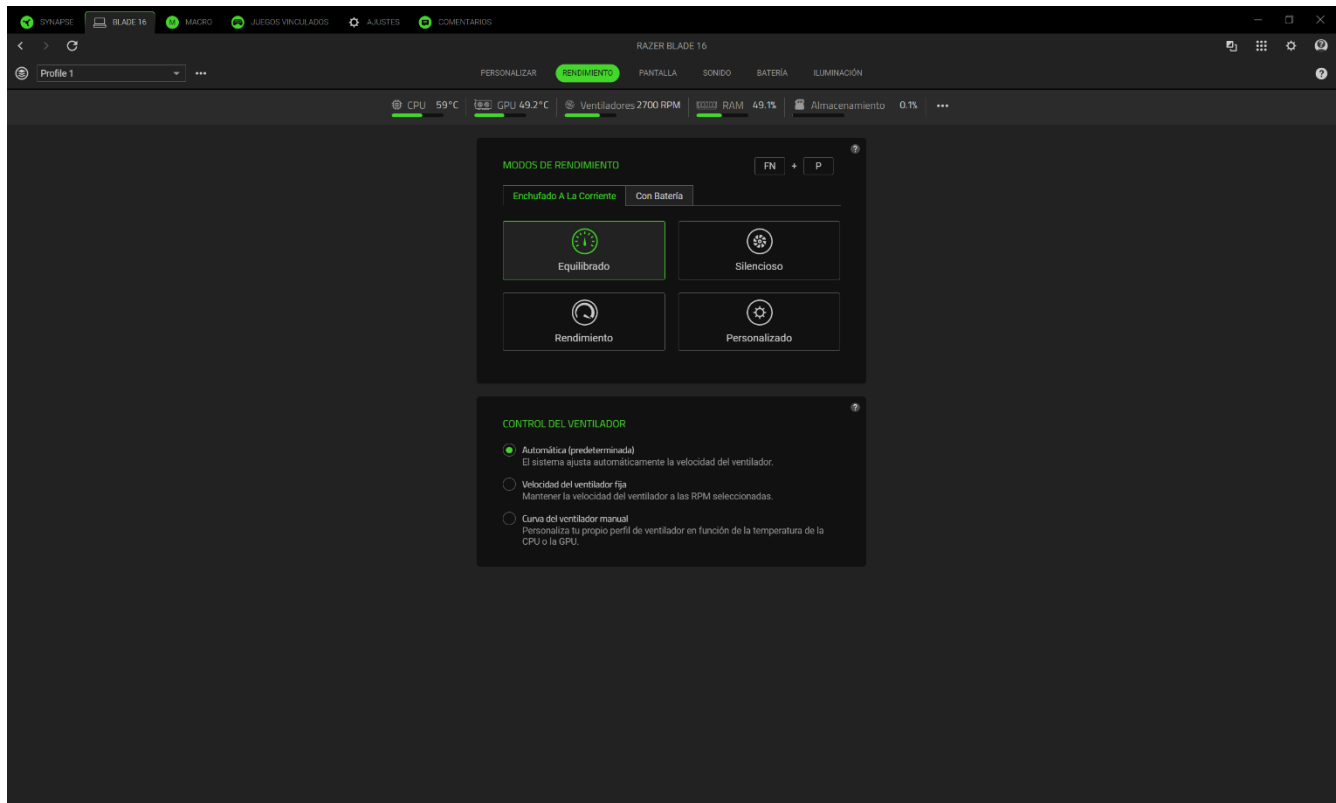 SYNAPSE BLADE 16 MACRO JUEGOS VINCULADOS AJUSTES COMENTARIOS
RAZER BLADE 16
Profile 1
PERSONALIZAR RENDIMIENTO PANTALLA SONIDO BATERÍA ILUMINACIÓN
CPU 59°C GPU 49.2°C Ventiladores 2700 RPM RAM 49.1% Almacenamiento 0.1%
MODOS DE RENDIMIENTO FN + P
Enchufado A La Corriente Con Batería
Equilibrado Silencioso
Rendimiento Personalizado
CONTROL DEL VENTILADOR
Automática (predeterminada)
El sistema ajusta automáticamente la velocidad del ventilador.
Velocidad del ventilador fija
Mantener la velocidad del ventilador a las RPM seleccionadas.
Curva del ventilador manual
Personaliza tu propio perfil de ventilador en función de la temperatura de la
CPU o la GPU.